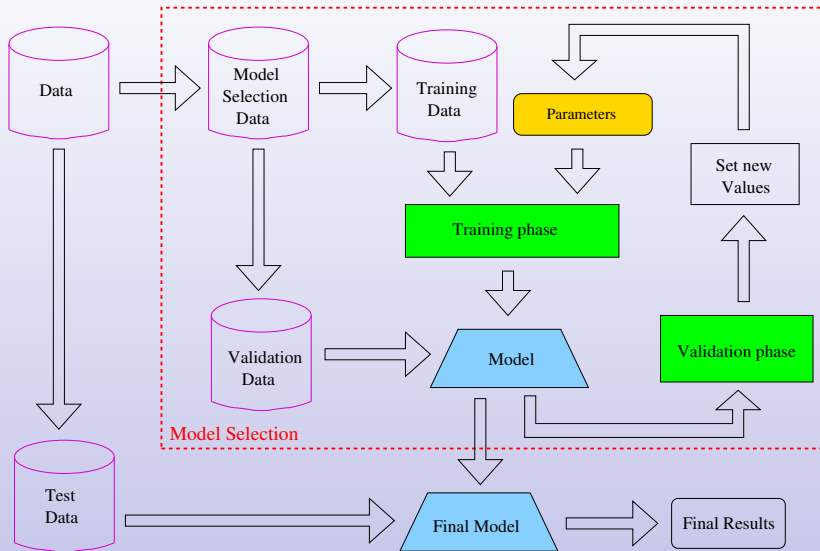 Data
Model
Selection
Data
Training
Data
Parameters
Set new
Values
Training phase
Validation
Data
Model
Validation phase
Model Selection
Test
Data
Final Model
Final Results